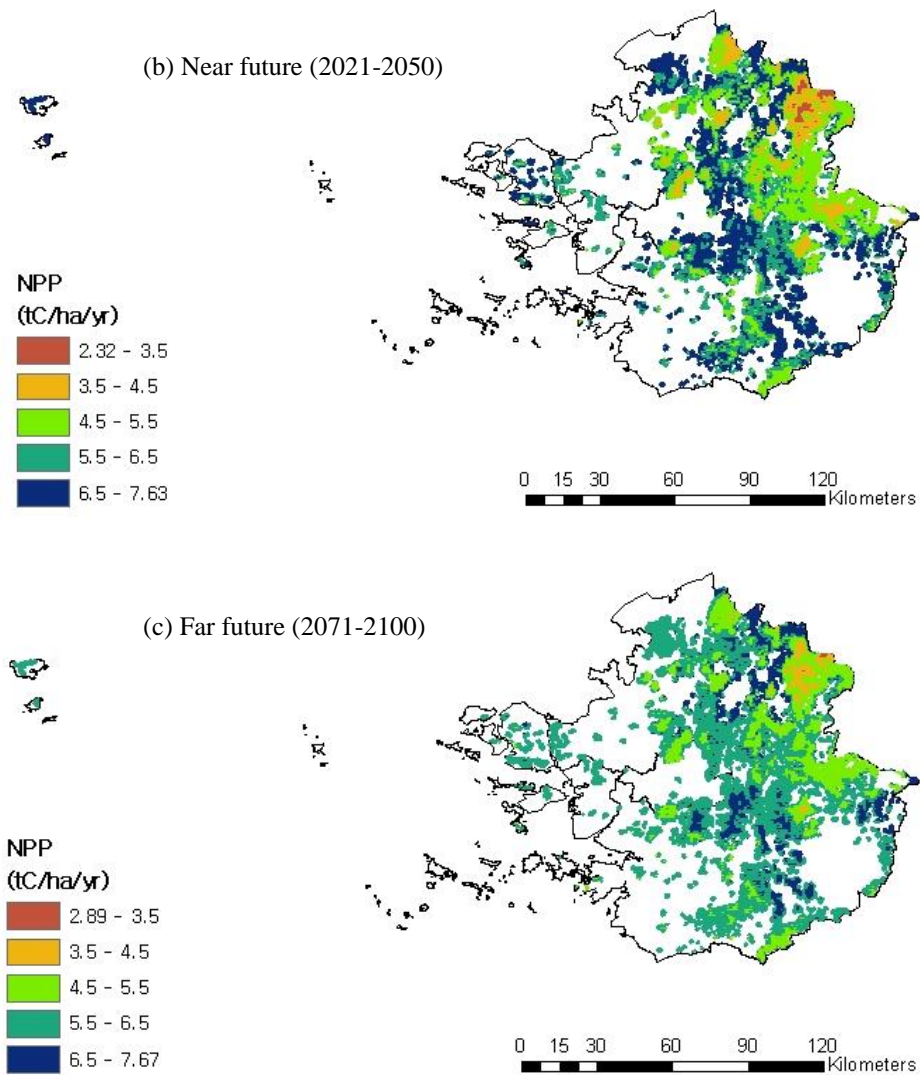 (b) Near future (2021-2050)
NPP
(tC/ha/yr)
2.32 - 3.5
3.5 - 4.5
4.5 - 5.5
5.5 - 6.5
6.5 - 7.63
0 15 30 60 90 120
Kilometers
(c) Far future (2071-2100)
NPP
(tC/ha/yr)
2.89 - 3.5
3.5 - 4.5
4.5 - 5.5
5.5 - 6.5
6.5 - 7.67
0 15 30 60 90 120
Kilometers